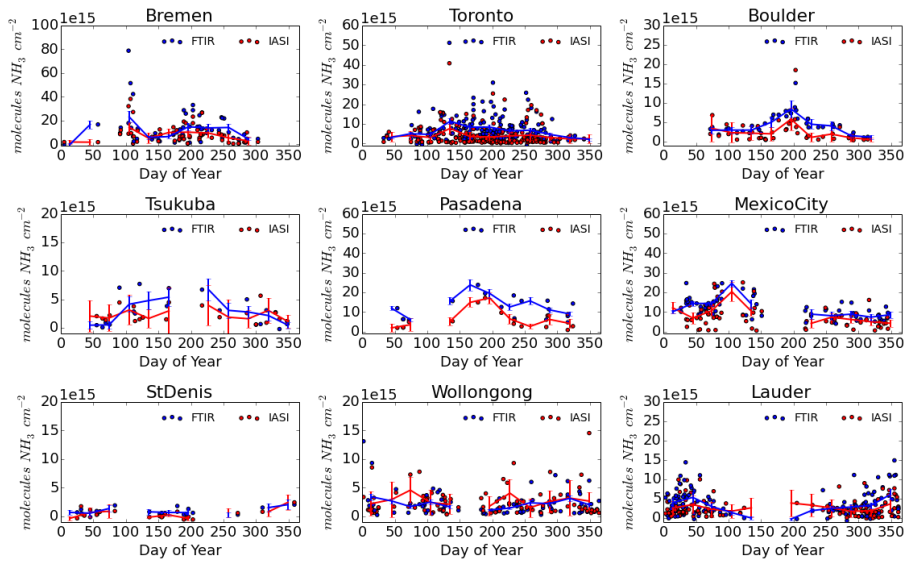 Bremen
1e15
100
80
60
40
20
0
molecules NH3 cm−2
FTIR IASI
0 50 100 150 200 250 300 350
Day of Year
Toronto
1e15
60
50
40
30
20
10
0
molecules NH3 cm−2
FTIR IASI
0 50 100 150 200 250 300 350
Day of Year
Boulder
1e15
30
25
20
15
10
5
0
molecules NH3 cm−2
FTIR IASI
0 50 100 150 200 250 300 350
Day of Year
Tsukuba
1e15
20
15
10
5
0
molecules NH3 cm−2
FTIR IASI
0 50 100 150 200 250 300 350
Day of Year
Pasadena
1e15
60
50
40
30
20
10
0
molecules NH3 cm−2
FTIR IASI
0 50 100 150 200 250 300 350
Day of Year
MexicoCity
1e15
60
50
40
30
20
10
0
molecules NH3 cm−2
FTIR IASI
0 50 100 150 200 250 300 350
Day of Year
StDenis
1e15
20
15
10
5
0
molecules NH3 cm−2
FTIR IASI
0 50 100 150 200 250 300 350
Day of Year
Wollongong
1e15
20
15
10
5
0
molecules NH3 cm−2
FTIR IASI
0 50 100 150 200 250 300 350
Day of Year
Lauder
1e15
30
25
20
15
10
5
0
molecules NH3 cm−2
FTIR IASI
0 50 100 150 200 250 300 350
Day of Year